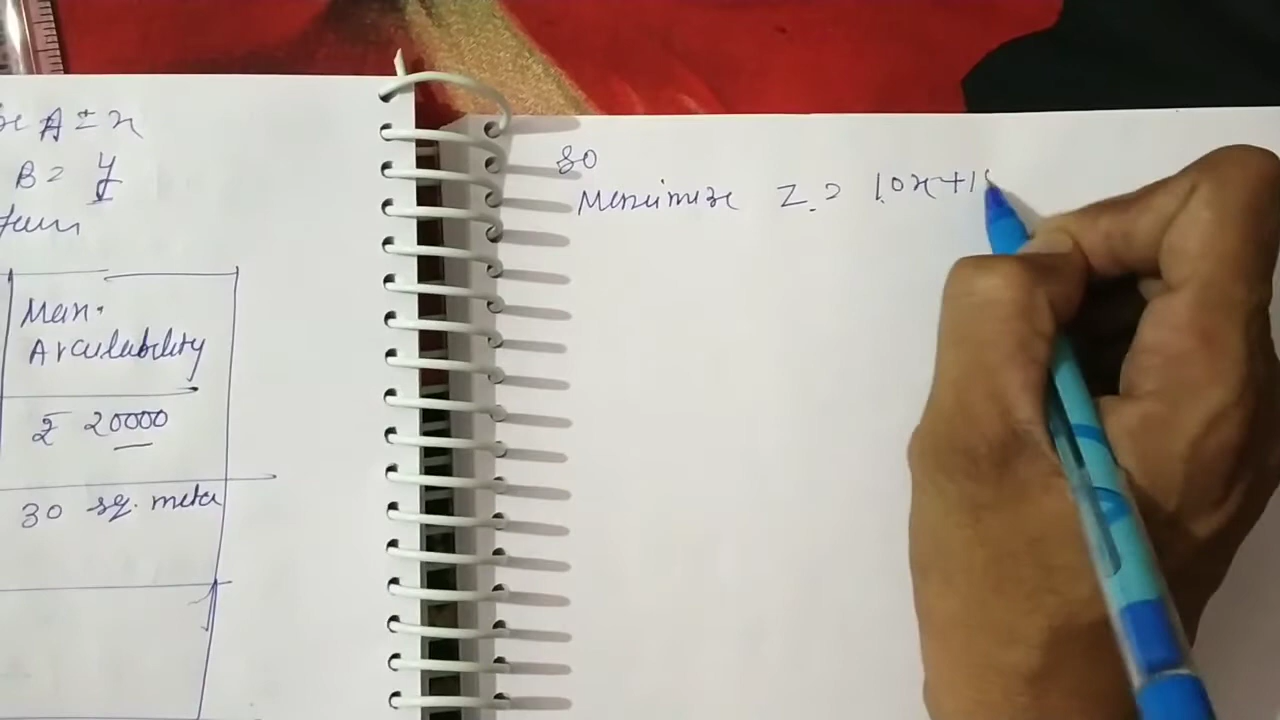 A = x
B = y
Max.
Availability
20000
30 sq. meter
So
Maximize Z = 10x+1